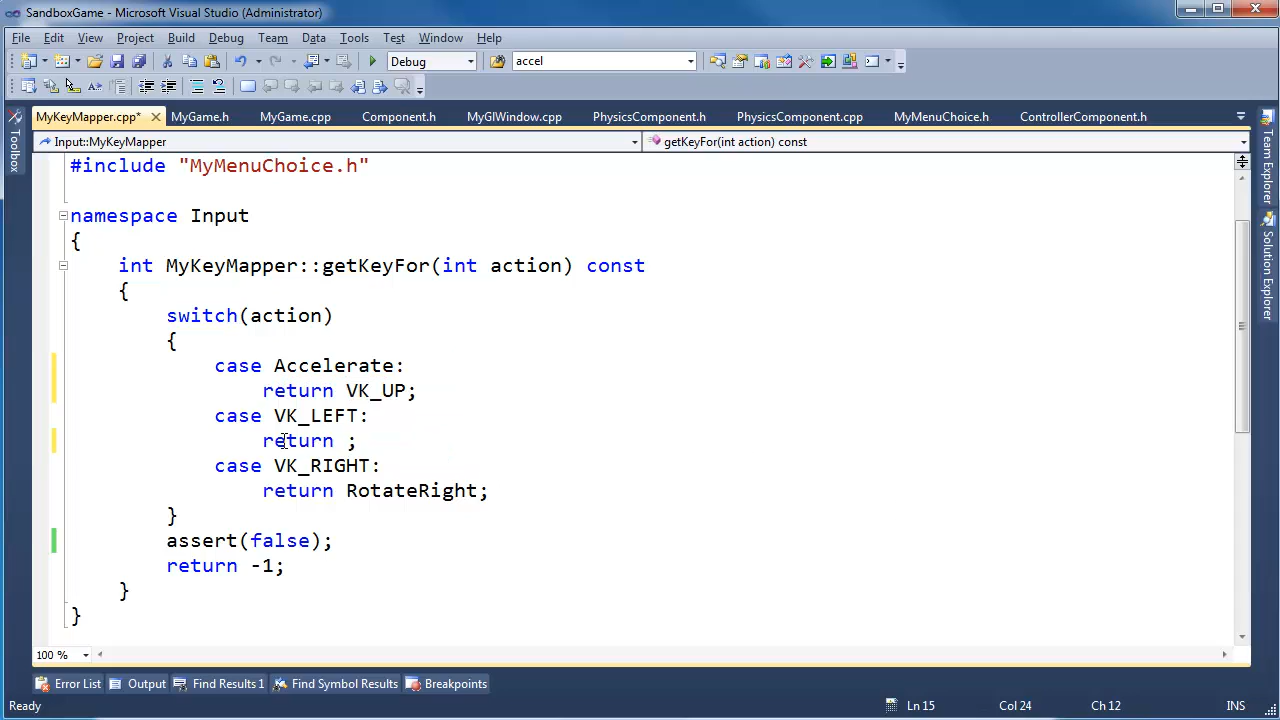 SandboxGame - Microsoft Visual Studio (Administrator)
File Edit View Project Build Debug Team Data Tools Test Window Help
Debug accel
MyKeyMapper.cpp* MyGame.h MyGame.cpp Component.h MyGlWindow.cpp PhysicsComponent.h PhysicsComponent.cpp MyMenuChoice.h ControllerComponent.h
Input::MyKeyMapper getKeyFor(int action) const
Toolbox
#include "MyMenuChoice.h"
namespace Input
{
int MyKeyMapper::getKeyFor(int action) const
{
switch(action)
{
case Accelerate:
return VK_UP;
case VK_LEFT:
return ;
case VK_RIGHT:
return RotateRight;
}
assert(false);
return -1;
}
}
Team Explorer
Solution Explorer
100 %
Error List Output Find Results 1 Find Symbol Results Breakpoints
Ready Ln 15 Col 24 Ch 12 INS